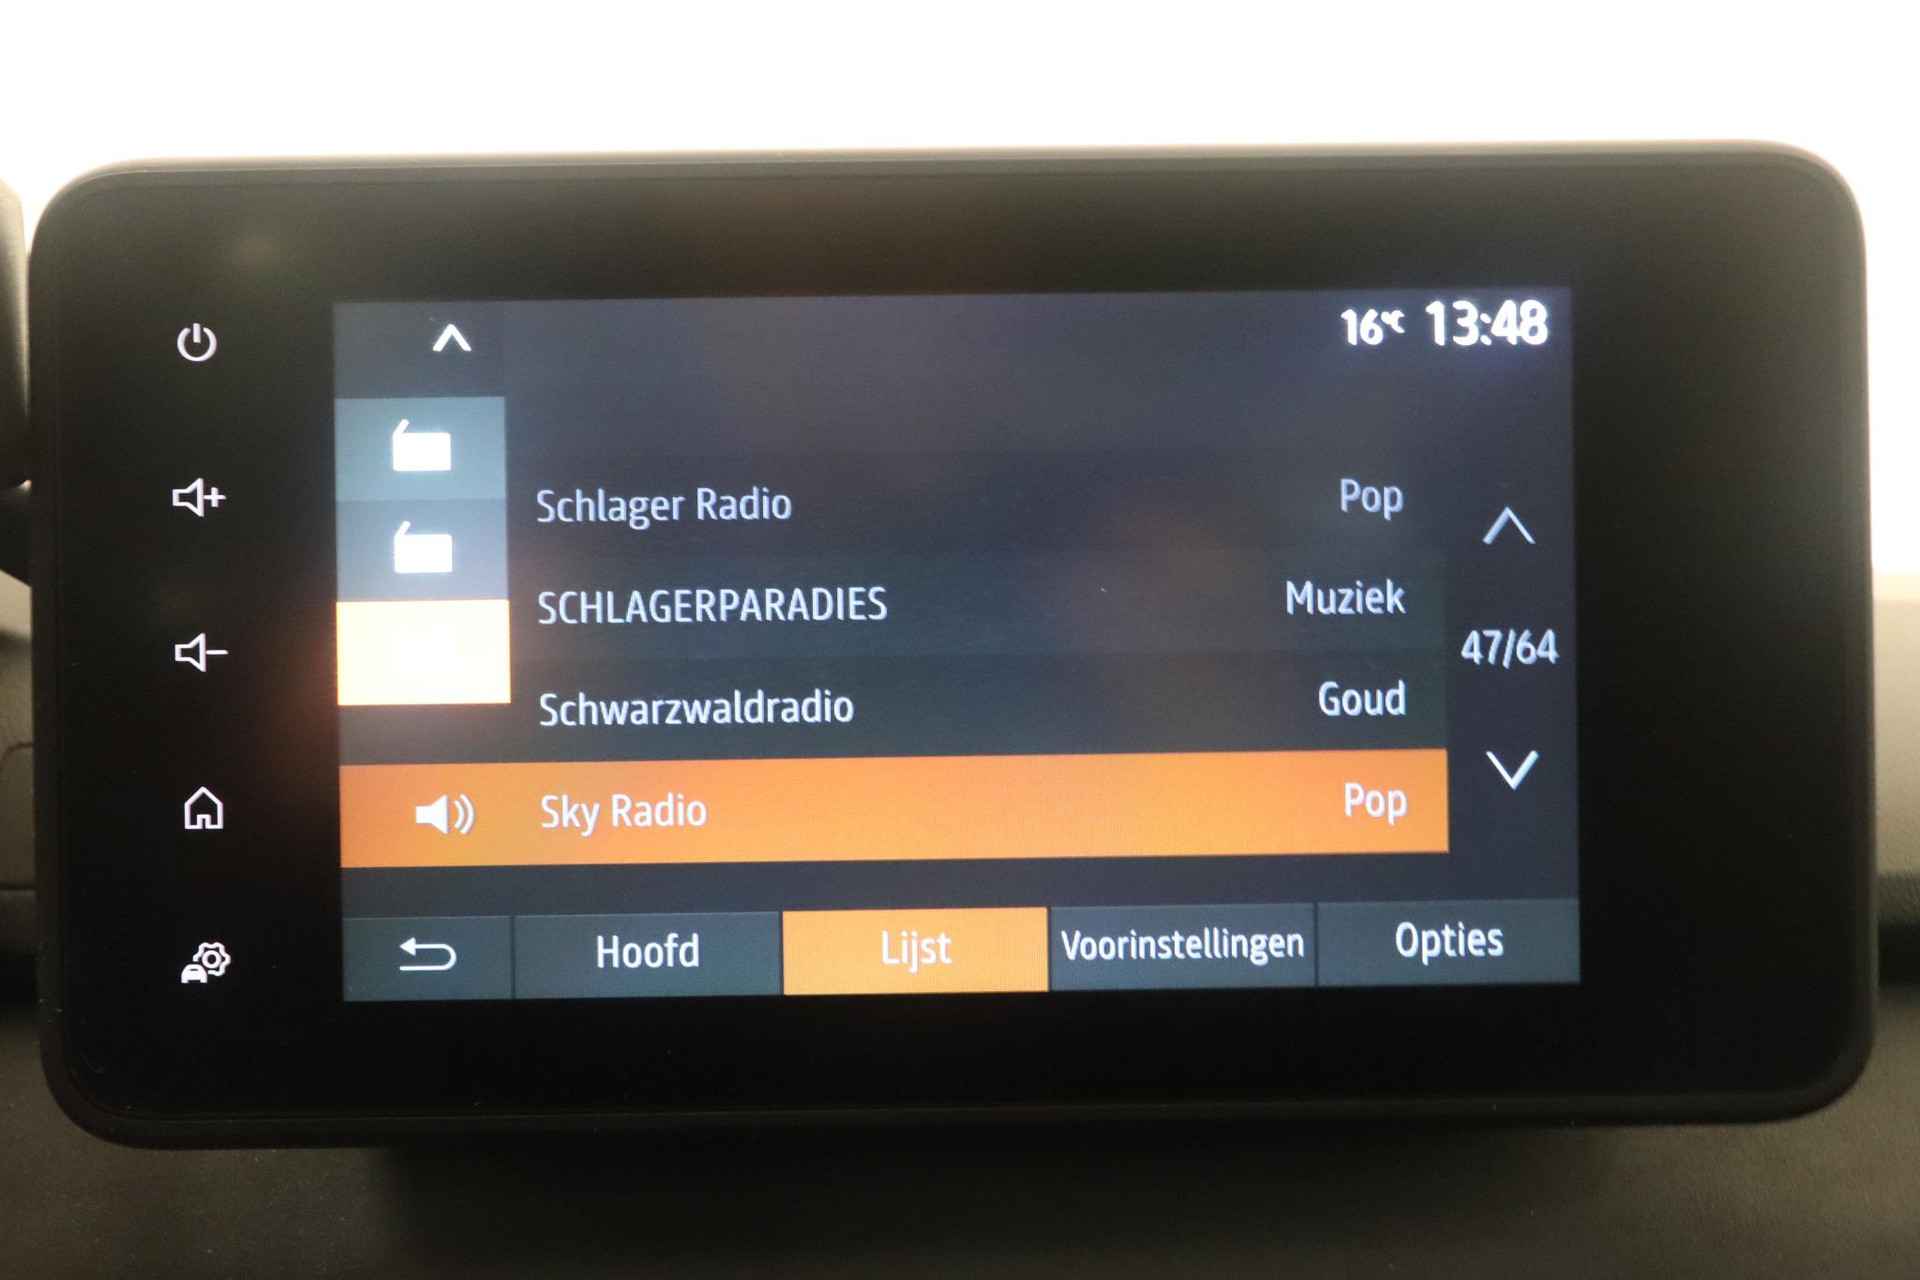 16°C 13:48
Schlager Radio Pop
SCHLAGERPARADIES Muziek
Schwarzwaldradio Goud
47/64
Sky Radio Pop
Hoofd Lijst Voorinstellingen Opties